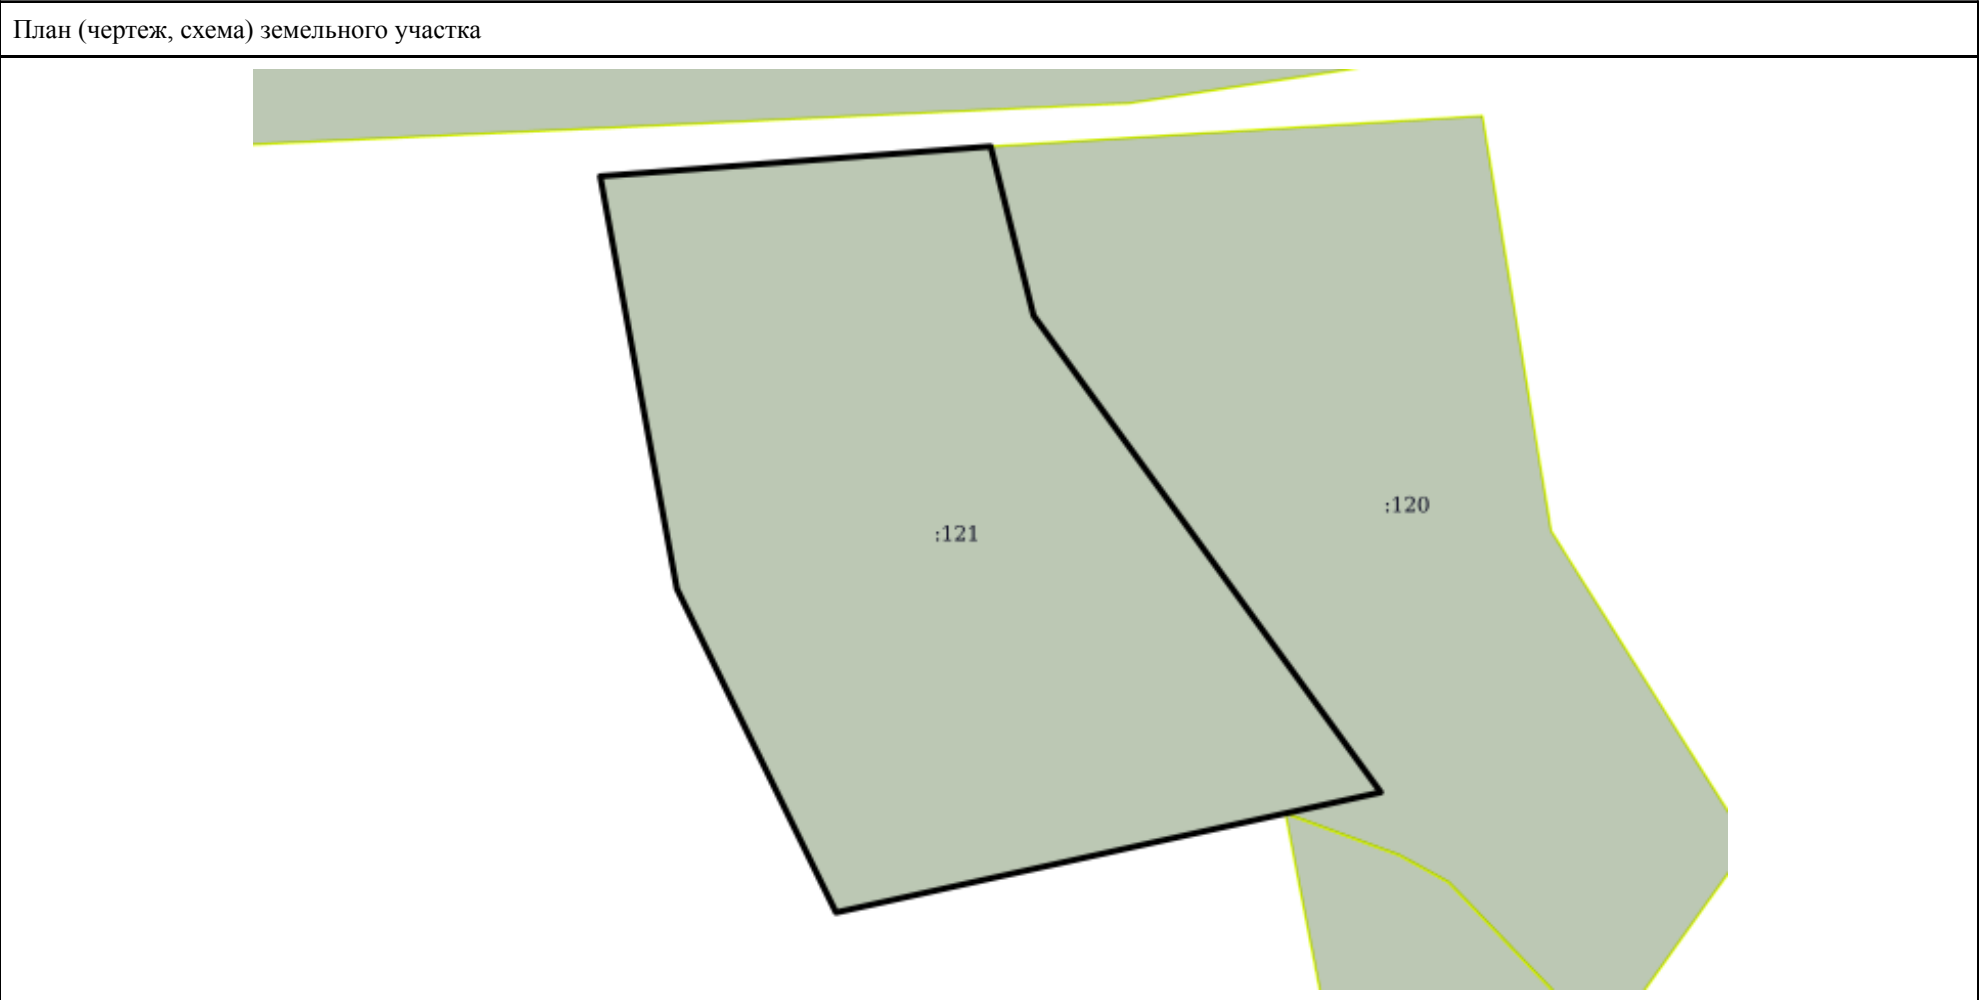 План (чертеж, схема) земельного участка
:120
:121